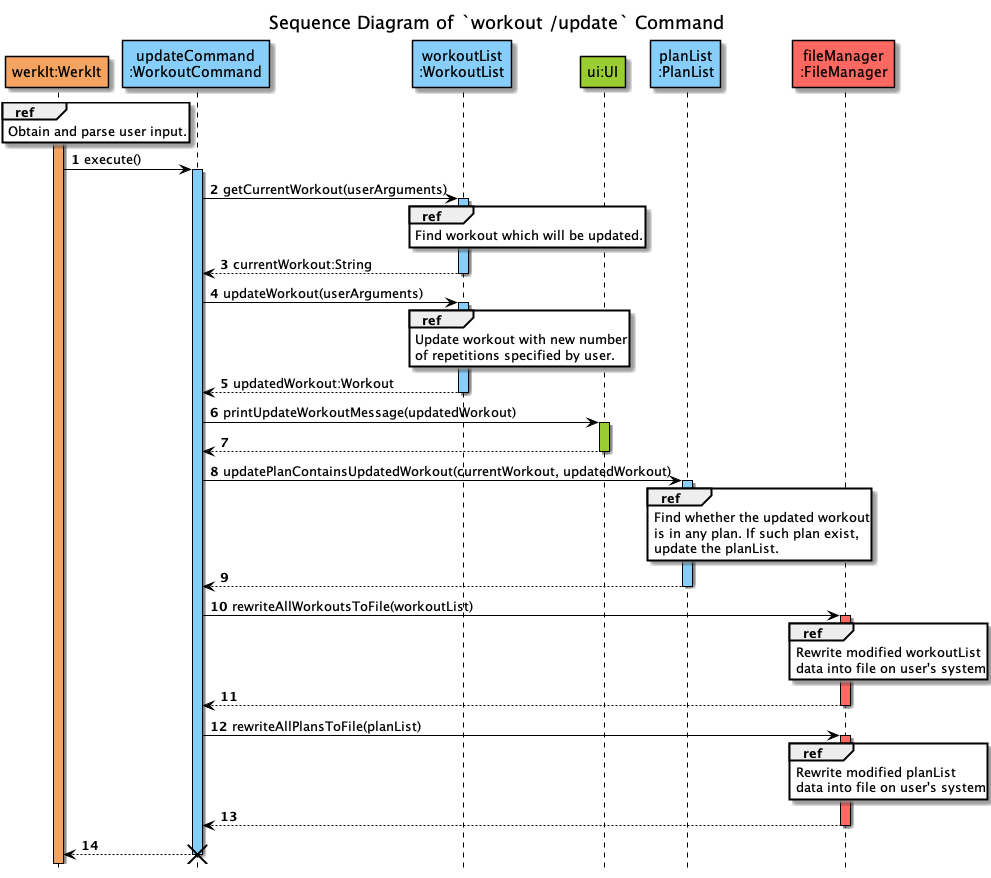 Sequence Diagram of `workout /update` Command
werkIt:WerkIt
updateCommand
:WorkoutCommand
workoutList
:WorkoutList
ui:UI
planList
:PlanList
fileManager
:FileManager
ref
Obtain and parse user input.
1 execute()
2 getCurrentWorkout(userArguments)
ref
Find workout which will be updated.
3 currentWorkout:String
4 updateWorkout(userArguments)
ref
Update workout with new number
of repetitions specified by user.
5 updatedWorkout:Workout
6 printUpdateWorkoutMessage(updatedWorkout)
7
8 updatePlanContainsUpdatedWorkout(currentWorkout, updatedWorkout)
ref
Find whether the updated workout
is in any plan. If such plan exist,
update the planList.
9
10 rewriteAllWorkoutsToFile(workoutList)
ref
Rewrite modified workoutList
data into file on user's system
11
12 rewriteAllPlansToFile(planList)
ref
Rewrite modified planList
data into file on user's system
13
14